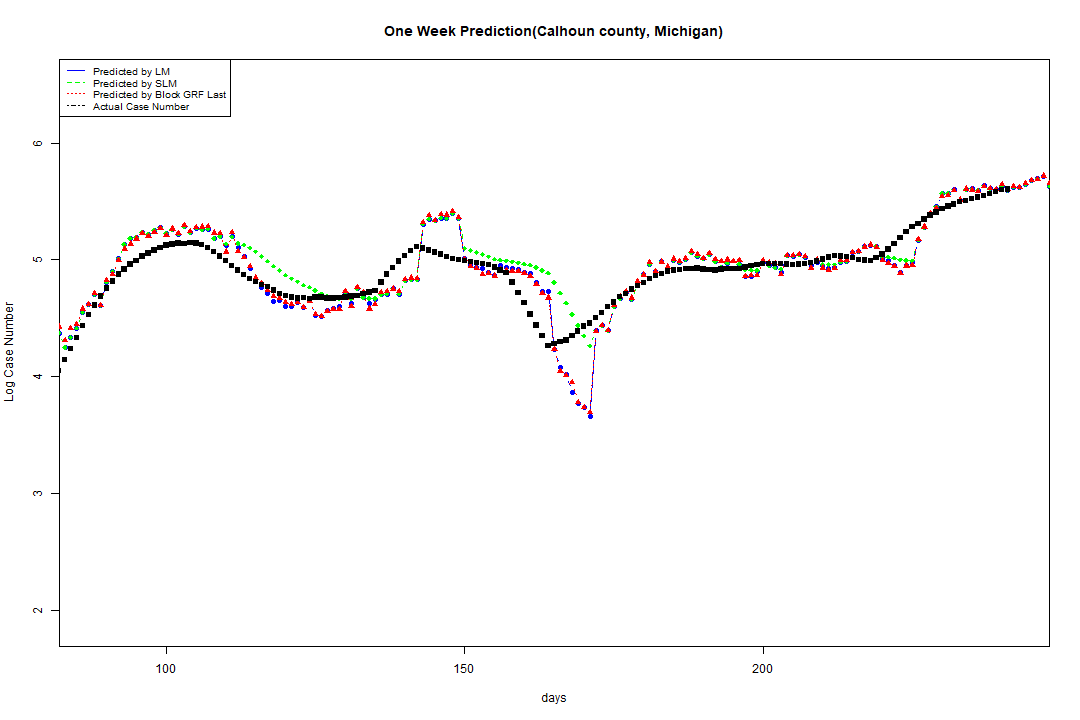 One Week Prediction(Calhoun county, Michigan)
Predicted by LM
Predicted by SLM
Predicted by Block GRF Last
Actual Case Number
6
5
4
3
2
Log Case Number
100 150 200
days